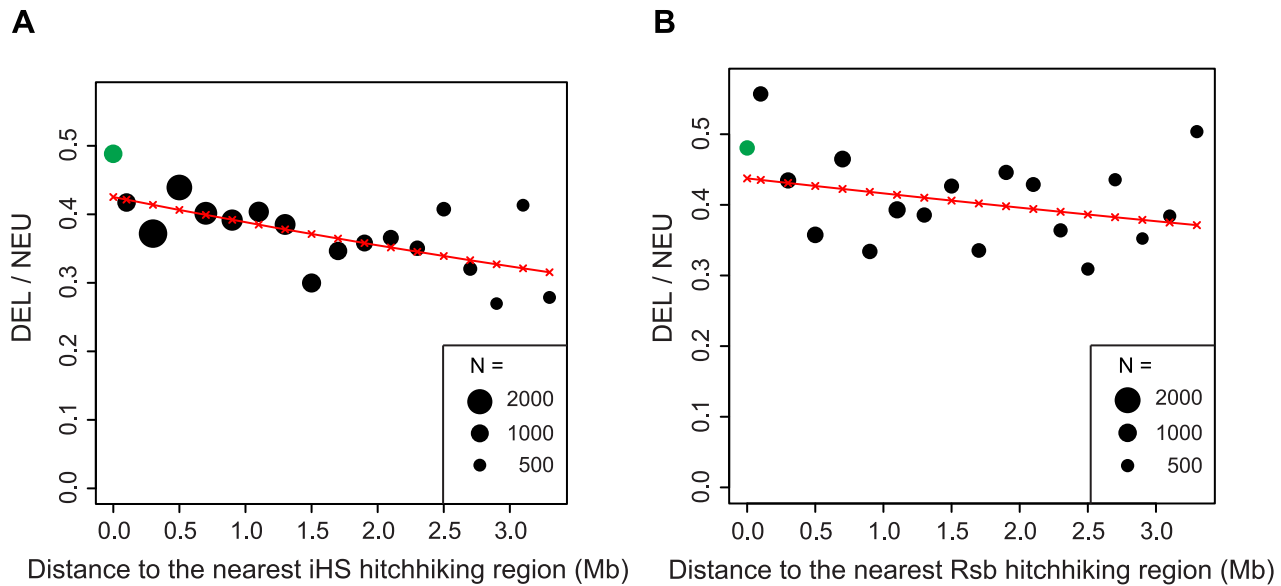 A
DEL / NEU
0.5
0.4
0.3
0.2
0.1
0.0
N =
2000
1000
500
0.0 0.5 1.0 1.5 2.0 2.5 3.0
Distance to the nearest iHS hitchhiking region (Mb)
B
DEL / NEU
0.5
0.4
0.3
0.2
0.1
0.0
N =
2000
1000
500
0.0 0.5 1.0 1.5 2.0 2.5 3.0
Distance to the nearest Rsb hitchhiking region (Mb)